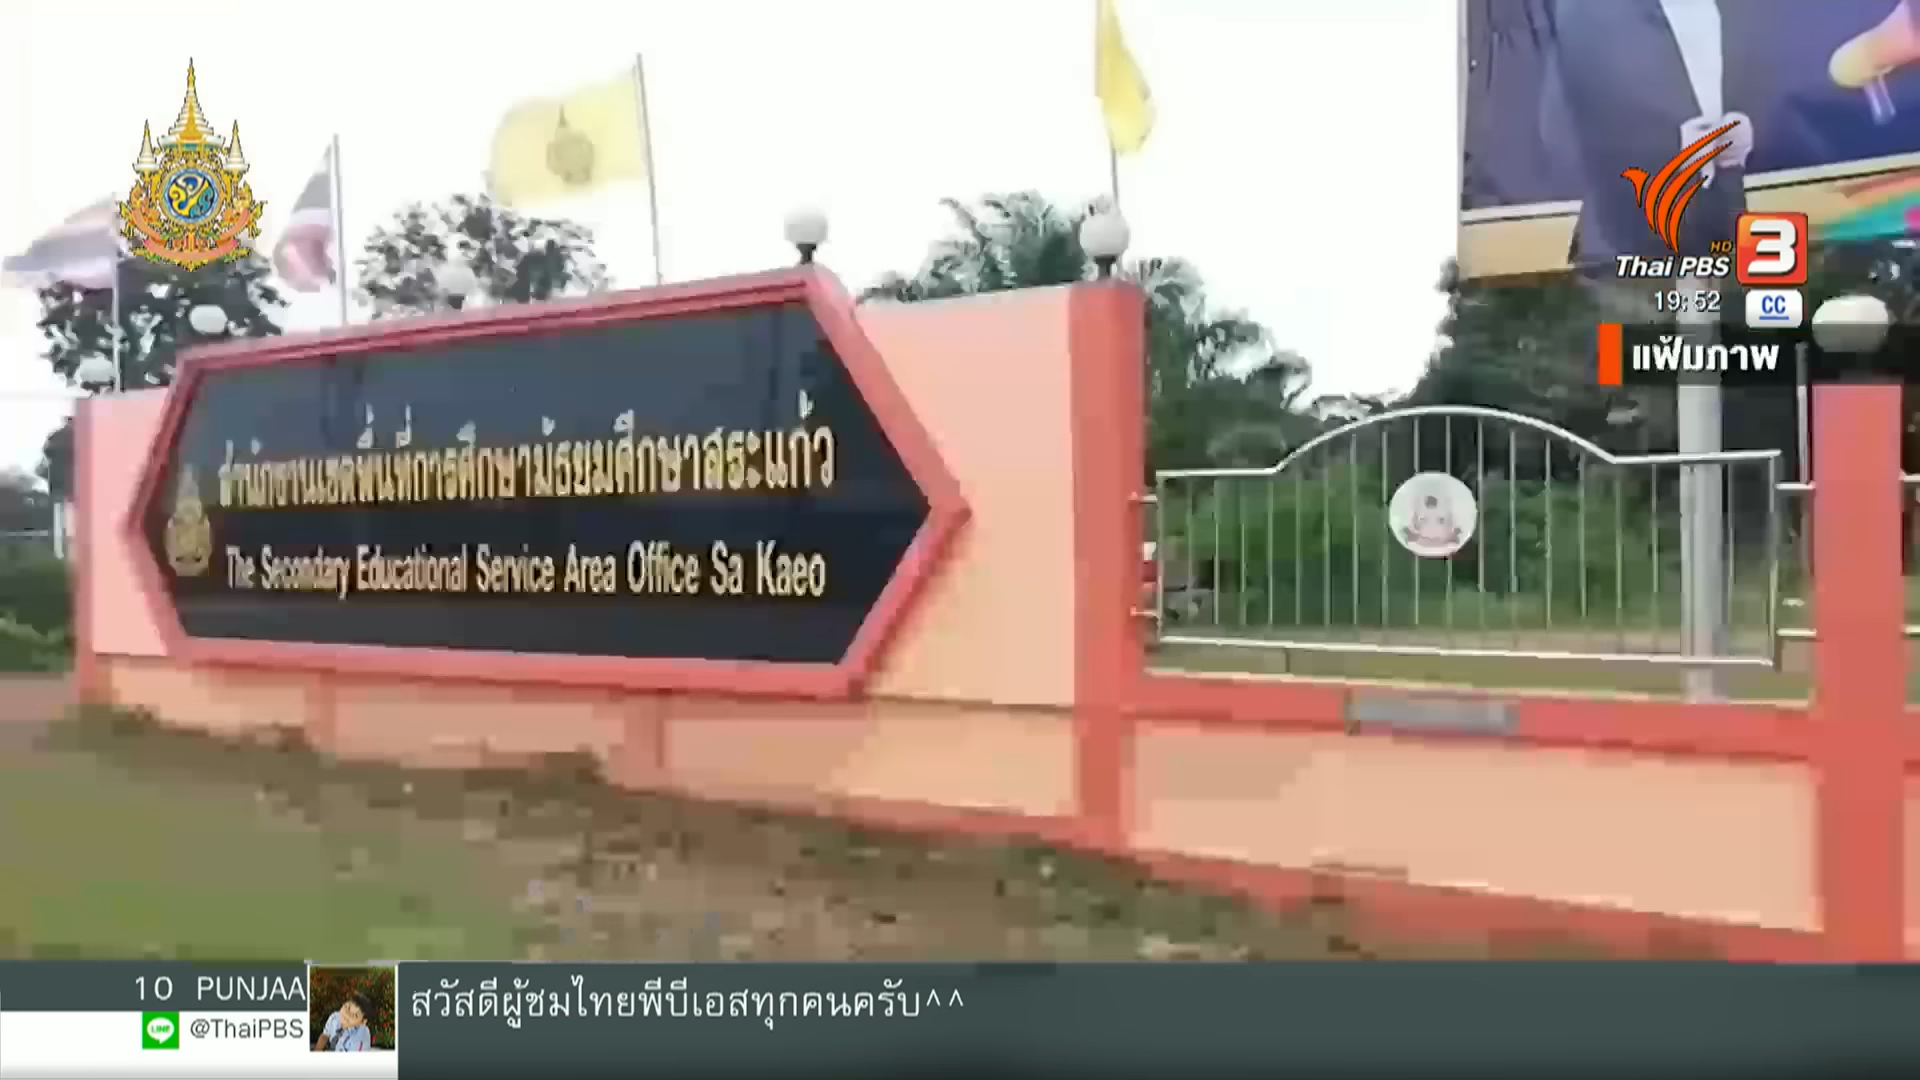 Thai PBS
HD
3
19:52
CC
แฟ้มภาพ
สำนักงานเขตพื้นที่การศึกษามัธยมศึกษาสระแก้ว
The Secondary Educational Service Area Office Sa Kaeo
10 PUNJAA
LINE
@ThaiPBS
สวัสดีผู้ชมไทยพีบีเอสทุกคนครับ^^